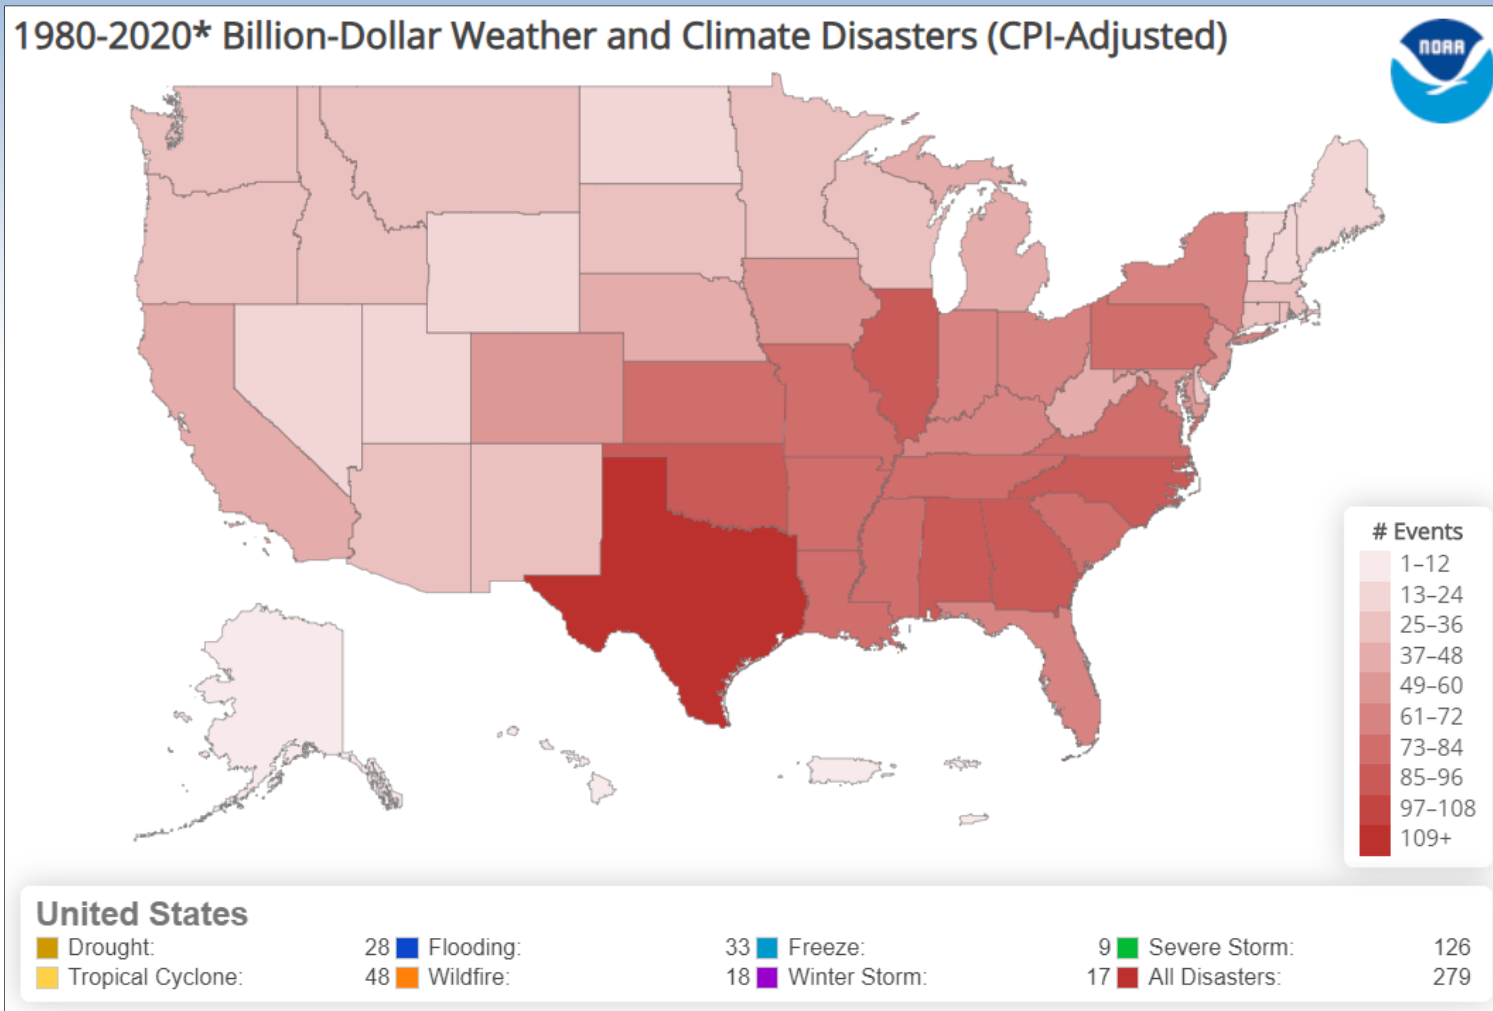 1980-2020* Billion-Dollar Weather and Climate Disasters (CPI-Adjusted)
NOAA
# Events
1–12
13–24
25–36
37–48
49–60
61–72
73–84
85–96
97–108
109+
United States
Drought: 28 Flooding: 33 Freeze: 9 Severe Storm: 126
Tropical Cyclone: 48 Wildfire: 18 Winter Storm: 17 All Disasters: 279